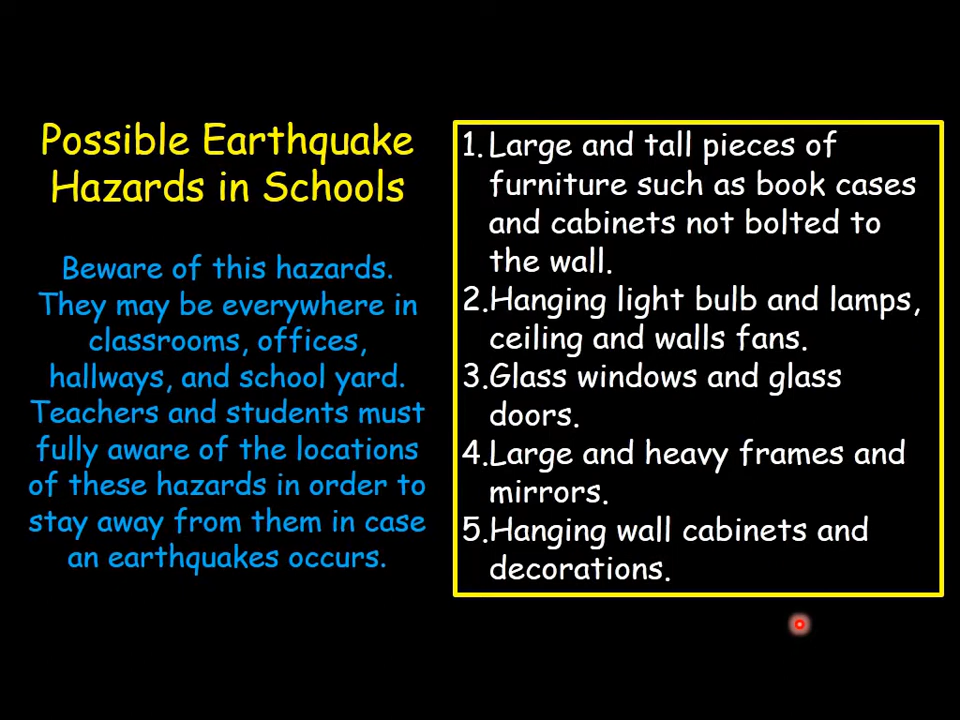 Possible Earthquake
Hazards in Schools
Beware of this hazards.
They may be everywhere in
classrooms, offices,
hallways, and school yard.
Teachers and students must
fully aware of the locations
of these hazards in order to
stay away from them in case
an earthquakes occurs.
1. Large and tall pieces of
furniture such as book cases
and cabinets not bolted to
the wall.
2.Hanging light bulb and lamps,
ceiling and walls fans.
3.Glass windows and glass
doors.
4.Large and heavy frames and
mirrors.
5.Hanging wall cabinets and
decorations.